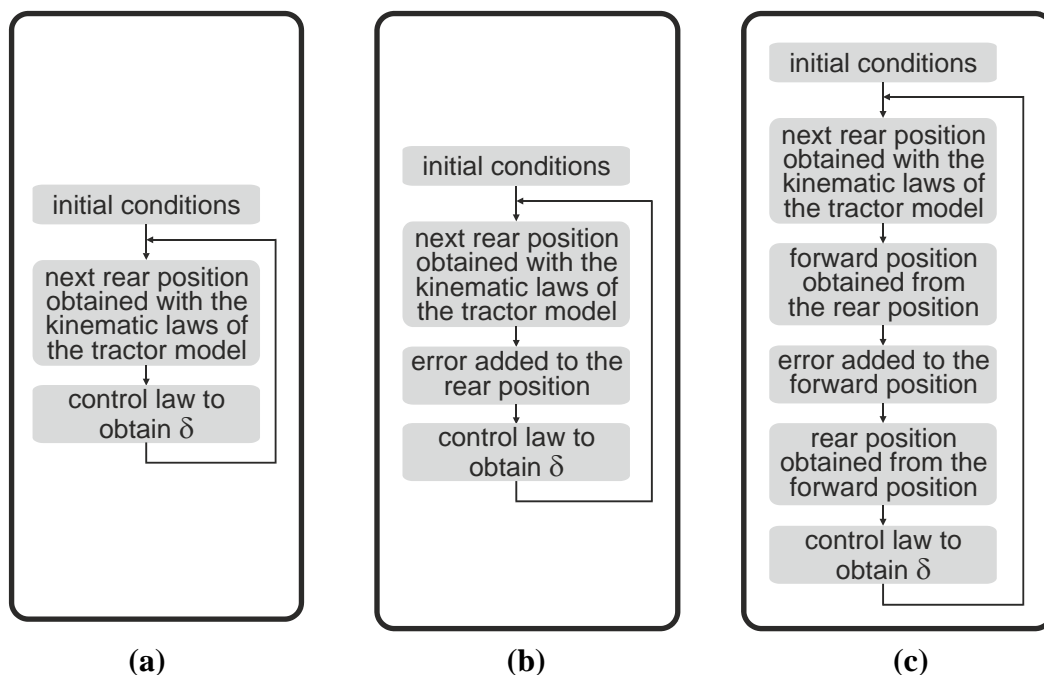 initial conditions
next rear position
obtained with the
kinematic laws of
the tractor model
control law to
obtain δ
(a)
initial conditions
next rear position
obtained with the
kinematic laws of
the tractor model
error added to the
rear position
control law to
obtain δ
(b)
initial conditions
next rear position
obtained with the
kinematic laws of
the tractor model
forward position
obtained from
the rear position
error added to the
forward position
rear position
obtained from the
forward position
control law to
obtain δ
(c)